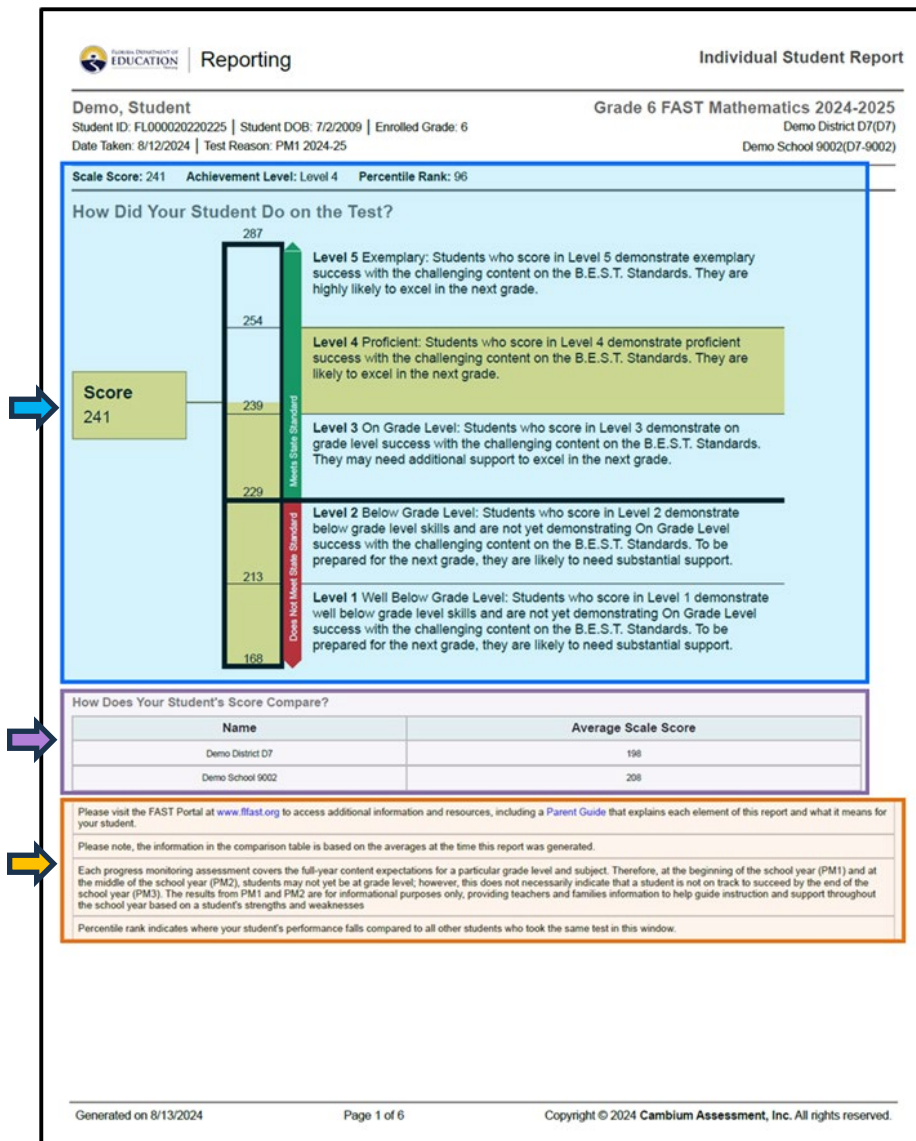 FLORIDA DEPARTMENT OF
EDUCATION
Reporting
Individual Student Report
Demo, Student
Grade 6 FAST Mathematics 2024-2025
Student ID: FL000020220225 | Student DOB: 7/2/2009 | Enrolled Grade: 6
Demo District D7(D7)
Date Taken: 8/12/2024 | Test Reason: PM1 2024-25
Demo School 9002(D7-9002)
Scale Score: 241 Achievement Level: Level 4 Percentile Rank: 96
How Did Your Student Do on the Test?
287
Level 5 Exemplary: Students who score in Level 5 demonstrate exemplary
success with the challenging content on the B.E.S.T. Standards. They are
highly likely to excel in the next grade.
254
Level 4 Proficient: Students who score in Level 4 demonstrate proficient
success with the challenging content on the B.E.S.T. Standards. They are
likely to excel in the next grade.
Score
241
239
Meets State Standard
Level 3 On Grade Level: Students who score in Level 3 demonstrate on
grade level success with the challenging content on the B.E.S.T. Standards.
They may need additional support to excel in the next grade.
229
Level 2 Below Grade Level: Students who score in Level 2 demonstrate
below grade level skills and are not yet demonstrating On Grade Level
success with the challenging content on the B.E.S.T. Standards. To be
prepared for the next grade, they are likely to need substantial support.
Does Not Meet State Standard
213
Level 1 Well Below Grade Level: Students who score in Level 1 demonstrate
well below grade level skills and are not yet demonstrating On Grade Level
success with the challenging content on the B.E.S.T. Standards. To be
prepared for the next grade, they are likely to need substantial support.
168
How Does Your Student's Score Compare?
Name Average Scale Score
Demo District D7 198
Demo School 9002 208
Please visit the FAST Portal at www.flfast.org to access additional information and resources, including a Parent Guide that explains each element of this report and what it means for
your student.
Please note, the information in the comparison table is based on the averages at the time this report was generated.
Each progress monitoring assessment covers the full-year content expectations for a particular grade level and subject. Therefore, at the beginning of the school year (PM1) and at
the middle of the school year (PM2), students may not yet be at grade level; however, this does not necessarily indicate that a student is not on track to succeed by the end of the
school year (PM3). The results from PM1 and PM2 are for informational purposes only, providing teachers and families information to help guide instruction and support throughout
the school year based on a student's strengths and weaknesses
Percentile rank indicates where your student's performance falls compared to all other students who took the same test in this window.
Generated on 8/13/2024
Page 1 of 6
Copyright © 2024 Cambium Assessment, Inc. All rights reserved.